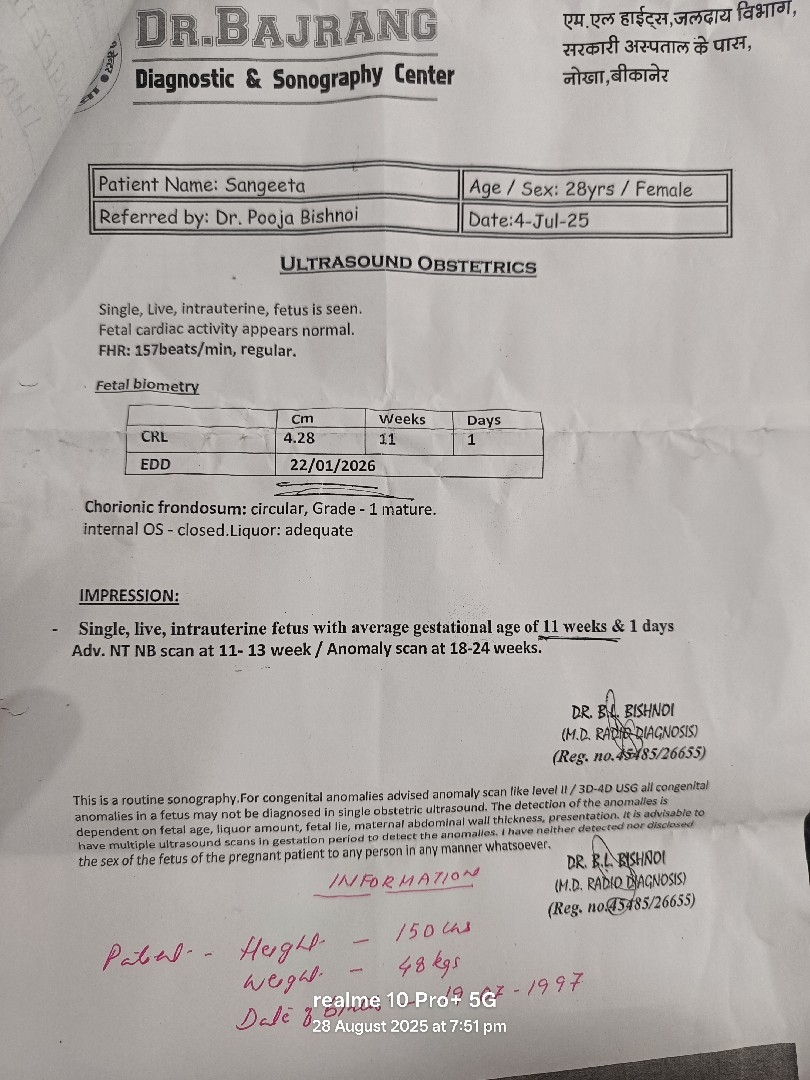 DR.BAJRANG
Diagnostic & Sonography Center
एम.एल हाईट्स,जलदाय विभाग,
सरकारी अस्पताल के पास,
नोखा,बीकानेर
Patient Name: Sangeeta
Age / Sex: 28yrs / Female
Referred by: Dr. Pooja Bishnoi
Date:4-Jul-25
ULTRASOUND OBSTETRICS
Single, Live, intrauterine, fetus is seen.
Fetal cardiac activity appears normal.
FHR: 157beats/min, regular.
Fetal biometry
Cm Weeks Days
CRL 4.28 11 1
EDD 22/01/2026
Chorionic frondosum: circular, Grade - 1 mature.
internal OS - closed.Liquor: adequate
IMPRESSION:
- Single, live, intrauterine fetus with average gestational age of 11 weeks & 1 days
Adv. NT NB scan at 11- 13 week / Anomaly scan at 18-24 weeks.
DR. B.L. BISHNOI
(M.D. RADIO DIAGNOSIS)
(Reg. no.45485/26655)
This is a routine sonography.For congenital anomalies advised anomaly scan like level II / 3D-4D USG all congenital
anomalies in a fetus may not be diagnosed in single obstetric ultrasound. The detection of the anomalies is
dependent on fetal age, liquor amount, fetal lie, maternal abdominal wall thickness, presentation. It is advisable to
have multiple ultrasound scans in gestation period to detect the anomalies. I have neither detected nor disclosed
the sex of the fetus of the pregnant patient to any person in any manner whatsoever.
DR. B.L. BISHNOI
(M.D. RADIO DIAGNOSIS)
(Reg. no.45485/26655)
INFORMATION
Patient - Height - 150 cms
Weight - 48 kgs
Date of - 19-07-1997
realme 10 Pro+ 5G
28 August 2025 at 7:51 pm